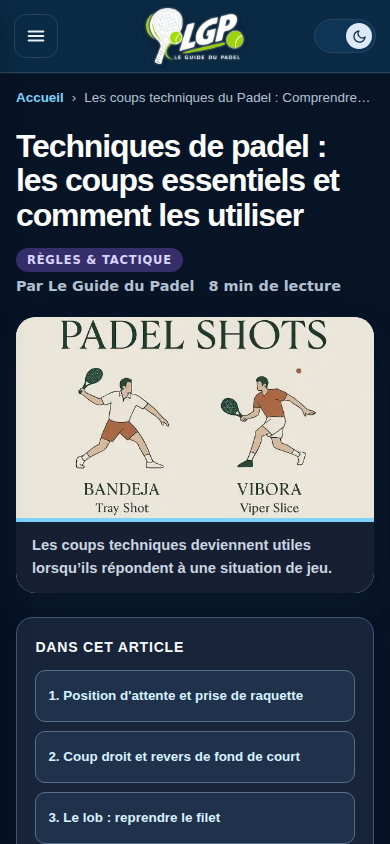 LGP
LE GUIDE DU PADEL
Accueil › Les coups techniques du Padel : Comprendre…
Techniques de padel :
les coups essentiels et
comment les utiliser
RÈGLES & TACTIQUE
Par Le Guide du Padel 8 min de lecture
PADEL SHOTS
BANDEJA
Tray Shot
VIBORA
Viper Slice
Les coups techniques deviennent utiles
lorsqu’ils répondent à une situation de jeu.
DANS CET ARTICLE
1. Position d'attente et prise de raquette
2. Coup droit et revers de fond de court
3. Le lob : reprendre le filet